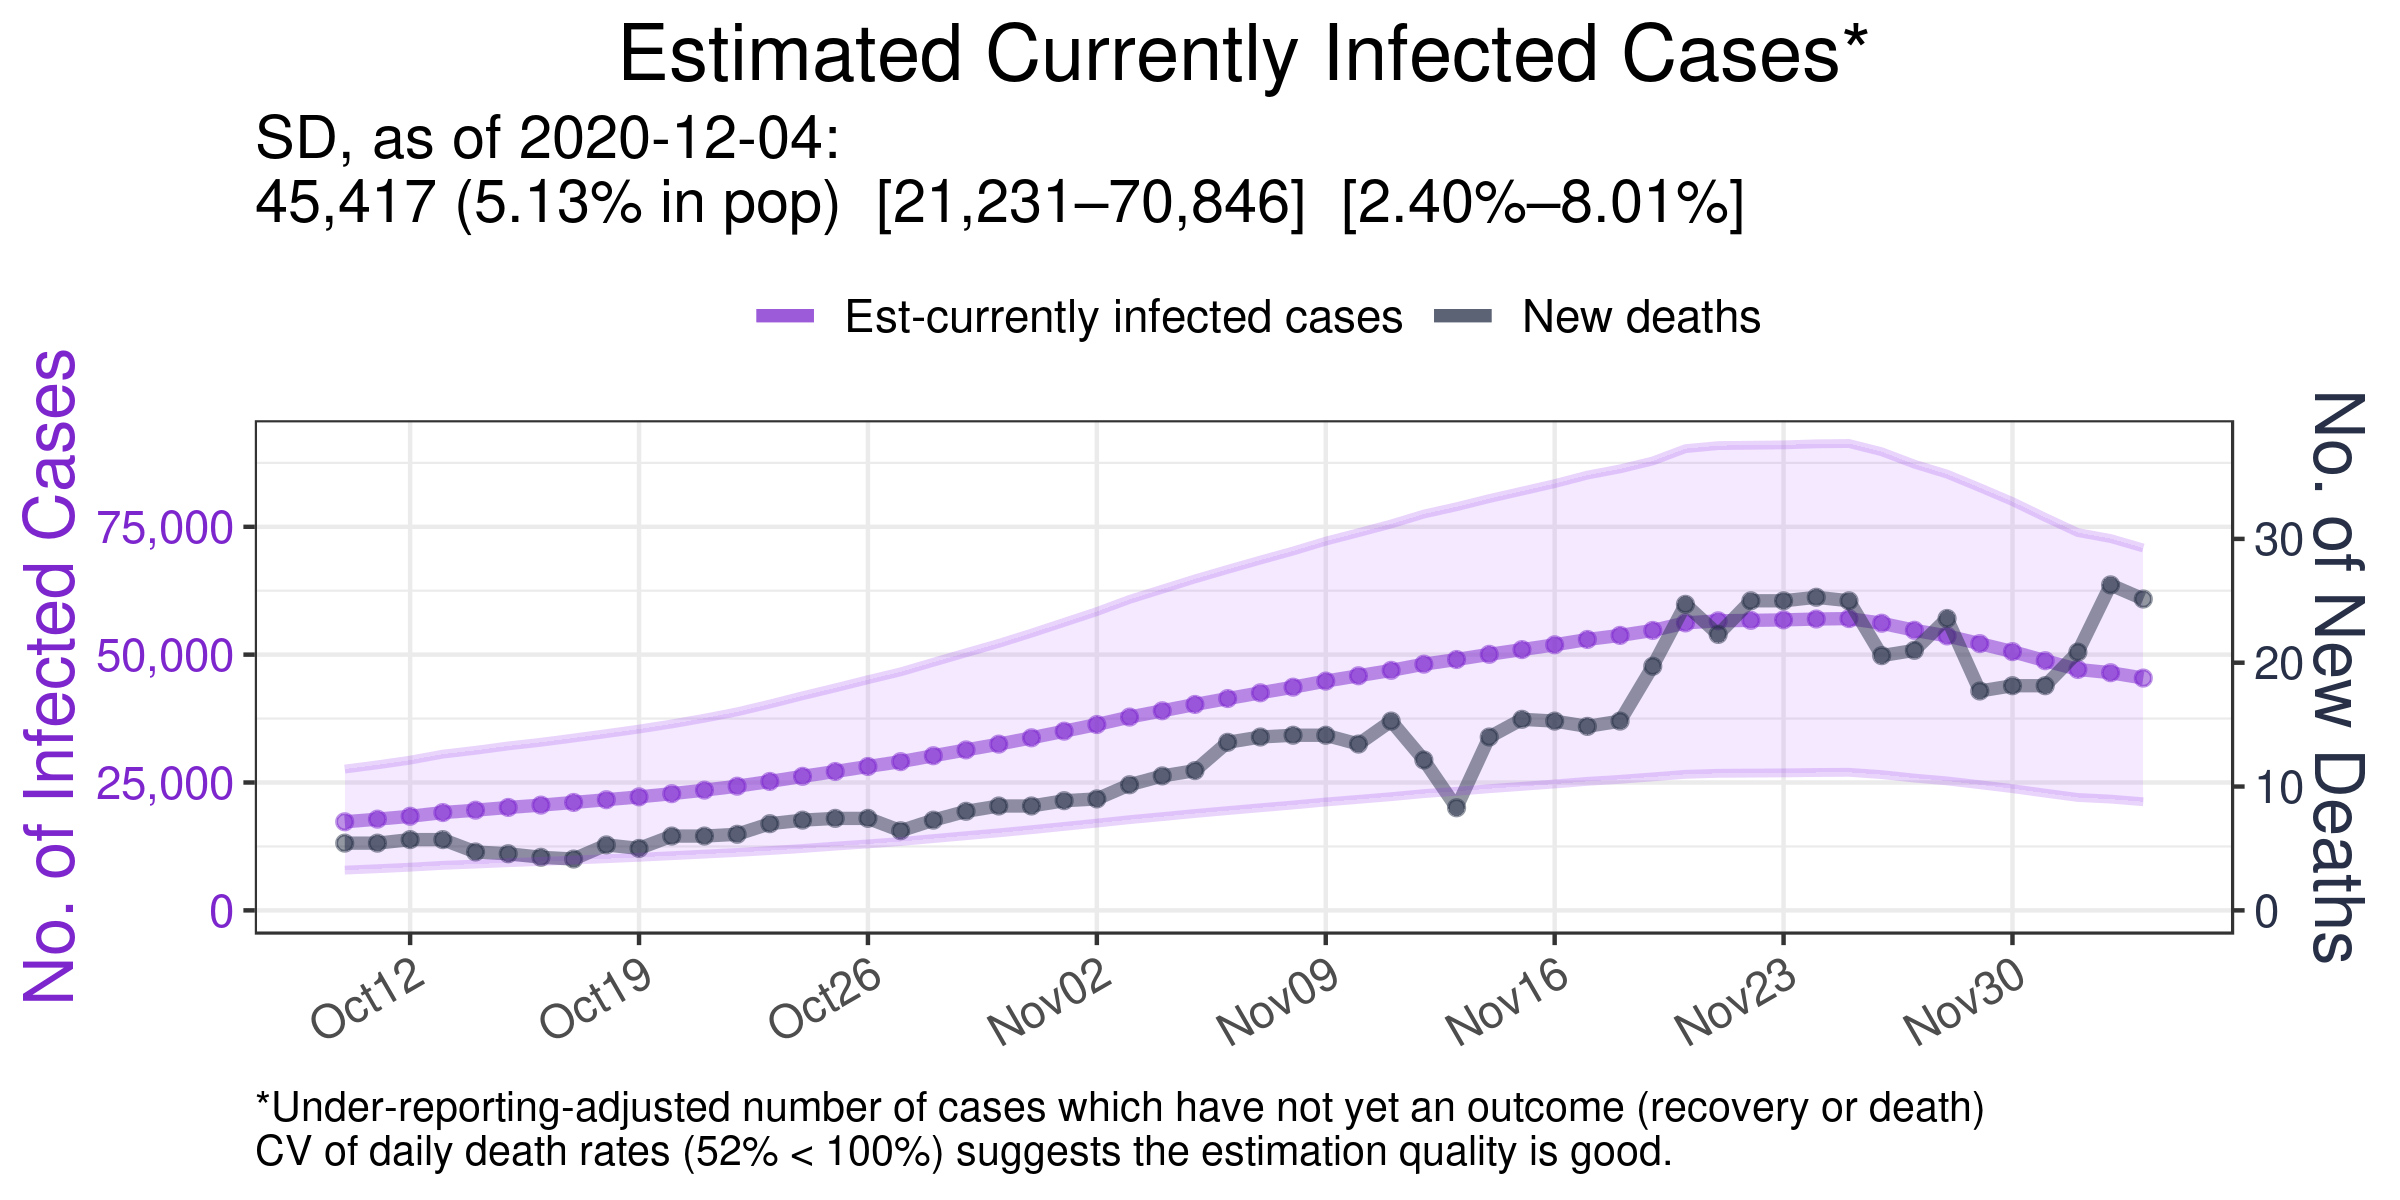 Estimated Currently Infected Cases*
SD, as of 2020-12-04:
45,417 (5.13% in pop)  [21,231–70,846]  [2.40%–8.01%]
Est-currently infected cases
New deaths
No. of Infected Cases
75,000
50,000
25,000
0
No. of New Deaths
30
20
10
0
Oct12
Oct19
Oct26
Nov02
Nov09
Nov16
Nov23
Nov30
*Under-reporting-adjusted number of cases which have not yet an outcome (recovery or death)
CV of daily death rates (52% < 100%) suggests the estimation quality is good.